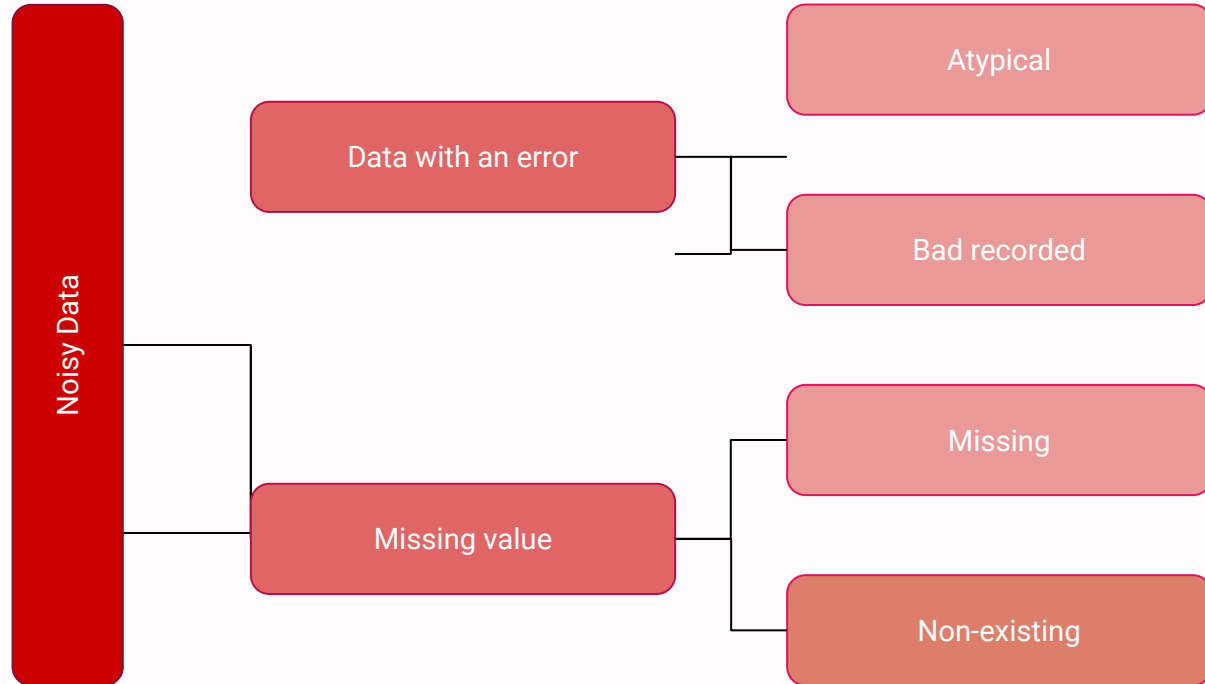 Noisy Data
Data with an error
Atypical
Bad recorded
Missing value
Missing
Non-existing